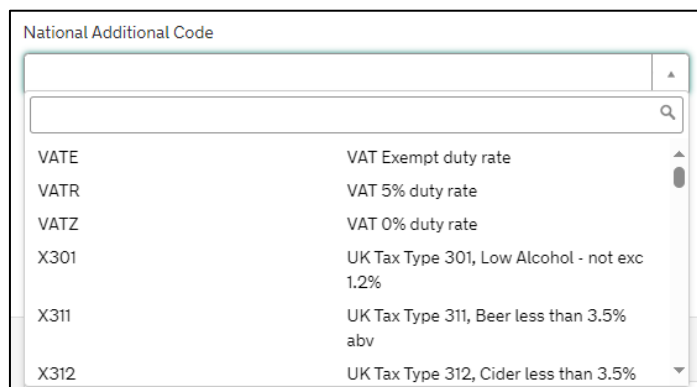 National Additional Code
VATE VAT Exempt duty rate
VATR VAT 5% duty rate
VATZ VAT 0% duty rate
X301 UK Tax Type 301, Low Alcohol - not exc
1.2%
X311 UK Tax Type 311, Beer less than 3.5%
abv
X312 UK Tax Type 312, Cider less than 3.5%